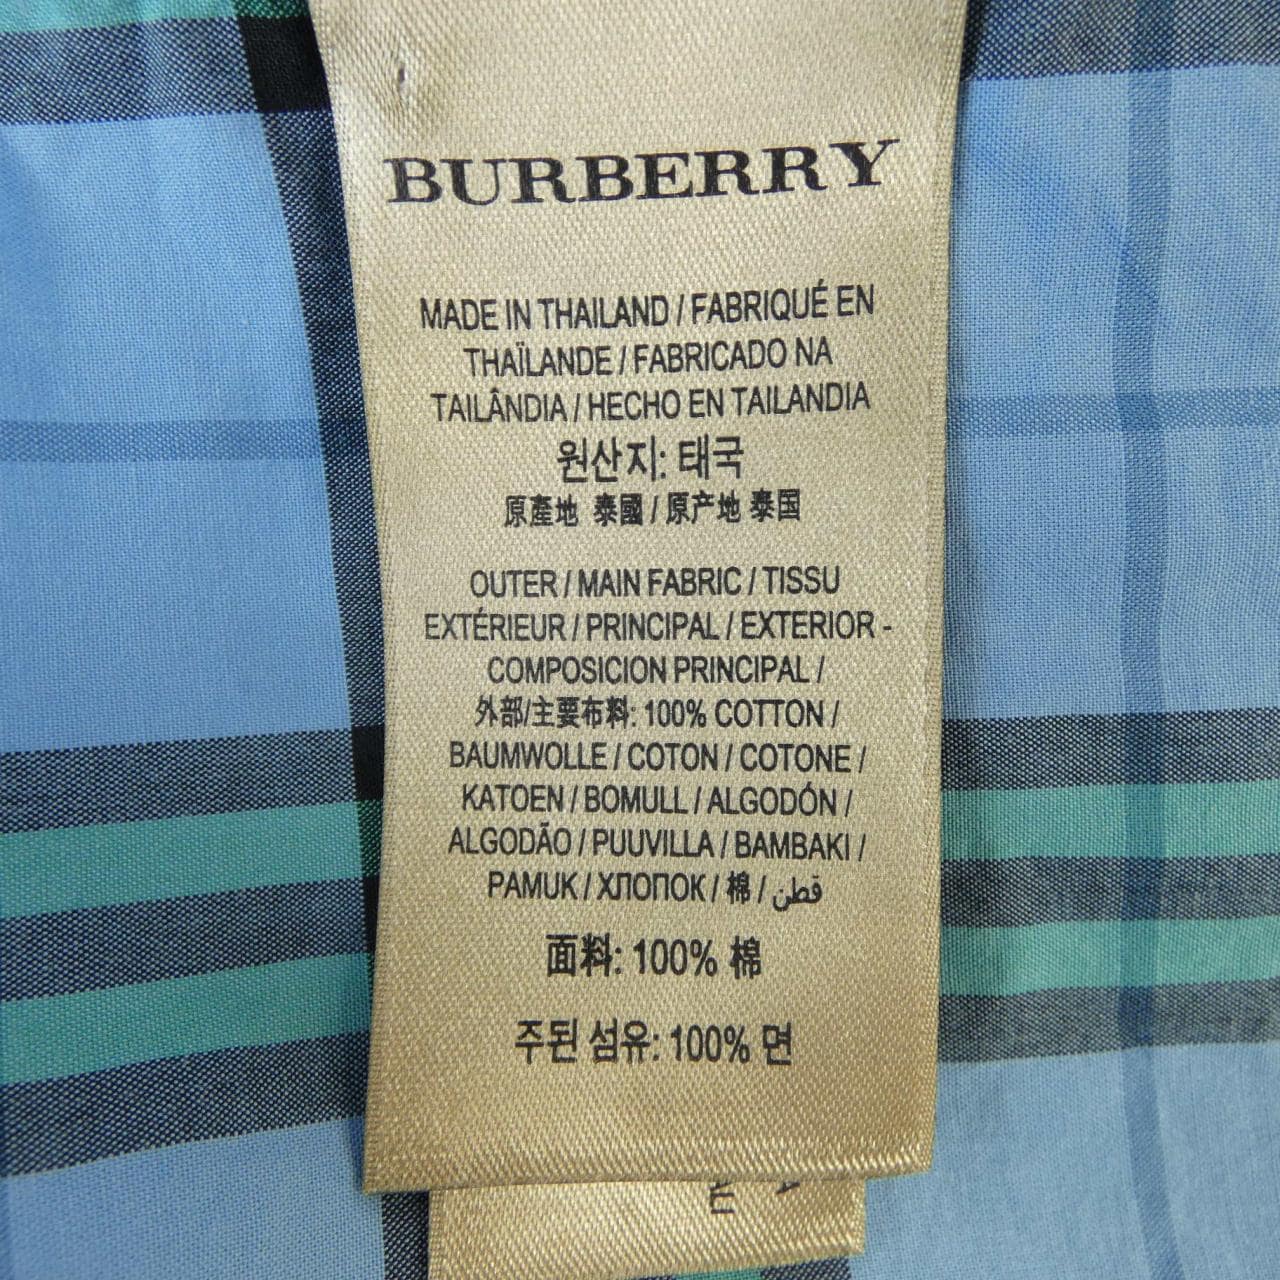 BURBERRY
MADE IN THAILAND / FABRIQUÉ EN
THAÏLANDE / FABRICADO NA
TAILÂNDIA / HECHO EN TAILANDIA
원산지: 태국
原產地 泰國 / 原产地 泰国
OUTER / MAIN FABRIC / TISSU
EXTÉRIEUR / PRINCIPAL / EXTERIOR -
COMPOSICION PRINCIPAL /
外部/主要布料: 100% COTTON /
BAUMWOLLE / COTON / COTONE /
KATOEN / BOMULL / ALGODÓN /
ALGODÃO / PUUVILLA / BAMBAKI /
PAMUK / ХЛОПОК / 棉 / قطن
面料: 100% 棉
주된 섬유: 100% 면